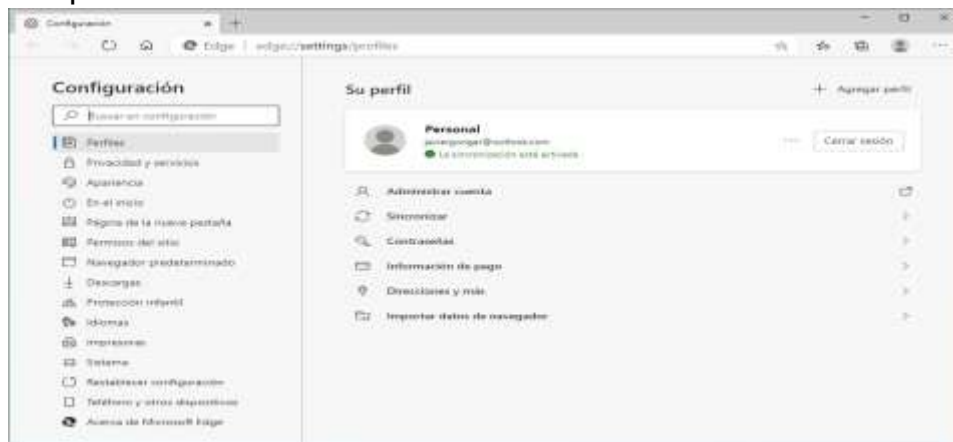 Configuración
Edge | edge://settings/profiles
Configuración
Buscar en configuración
Perfiles
Privacidad y servicios
Apariencia
En el inicio
Página de la nueva pestaña
Permisos del sitio
Navegador predeterminado
Descargas
Protección infantil
Idiomas
Impresoras
Sistema
Restablecer configuración
Teléfono y otros dispositivos
Acerca de Microsoft Edge
Su perfil
Agregar perfil
Personal
La sincronización está activada
Cerrar sesión
Administrar cuenta
Sincronizar
Contraseñas
Información de pago
Direcciones y más
Importar datos de navegador